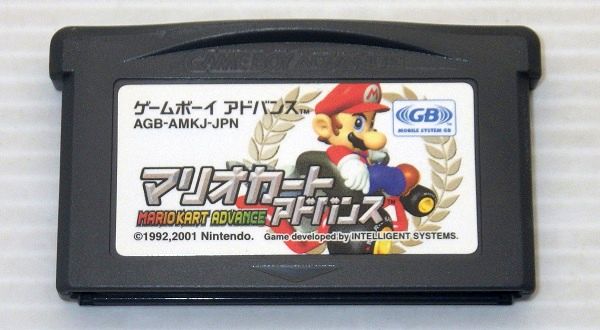 GAME BOY ADVANCE
ゲームボーイ アドバンス™
AGB-AMKJ-JPN
GB
MOBILE SYSTEM GB
マリオカート
MARIO KART ADVANCE
アドバンス™
©1992,2001 Nintendo.
Game developed by INTELLIGENT SYSTEMS.